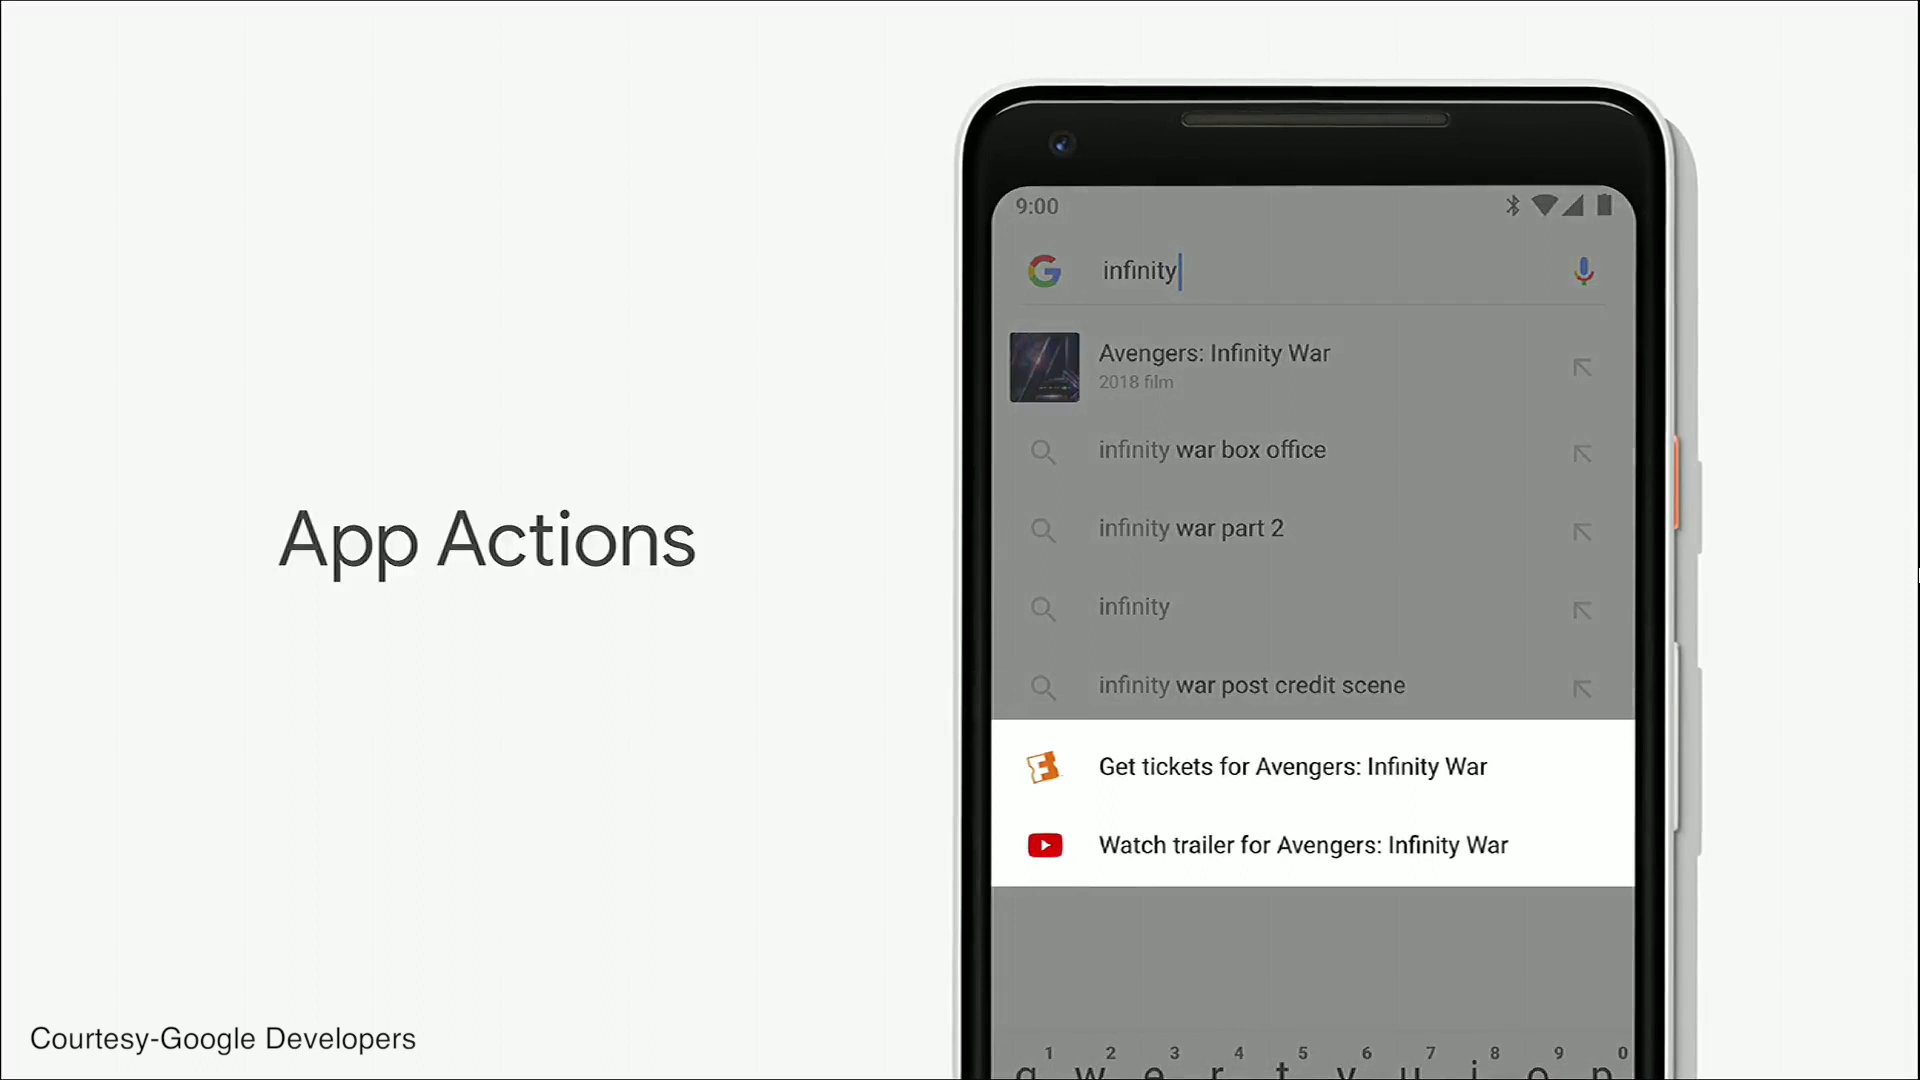 App Actions
9:00
infinity
Avengers: Infinity War
2018 film
infinity war box office
infinity war part 2
infinity
infinity war post credit scene
Get tickets for Avengers: Infinity War
Watch trailer for Avengers: Infinity War
1 2 3 4 5 6 7 8 9 0
q w e r t y u i o p
Courtesy-Google Developers